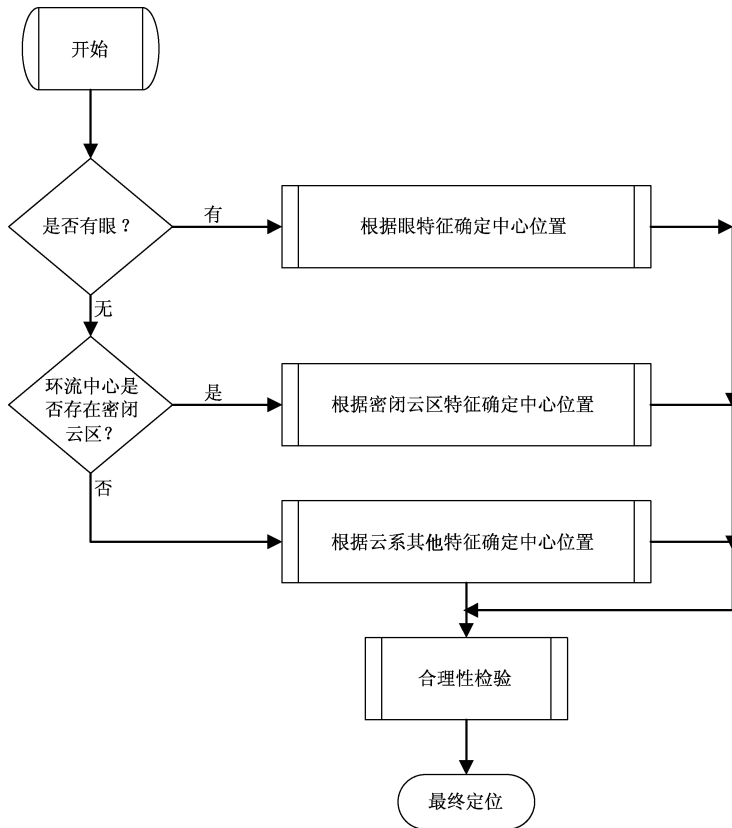 开始
是否有眼？
有
根据眼特征确定中心位置
无
环流中心是
否存在密闭
云区？
是
根据密闭云区特征确定中心位置
否
根据云系其他特征确定中心位置
合理性检验
最终定位